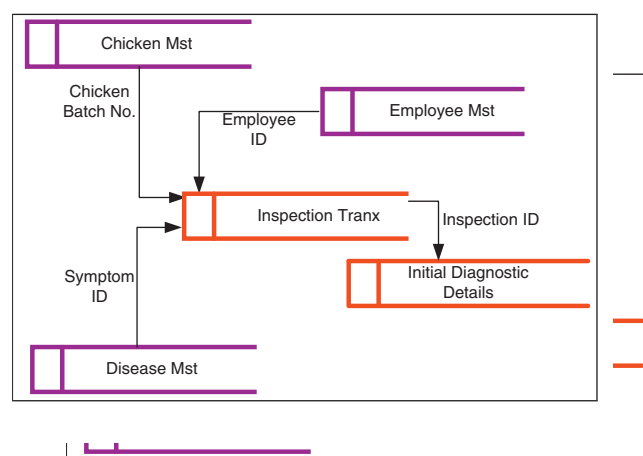 Chicken Mst
Chicken
Batch No.
Employee
ID
Employee Mst
Inspection Tranx
Inspection ID
Initial Diagnostic
Details
Symptom
ID
Disease Mst